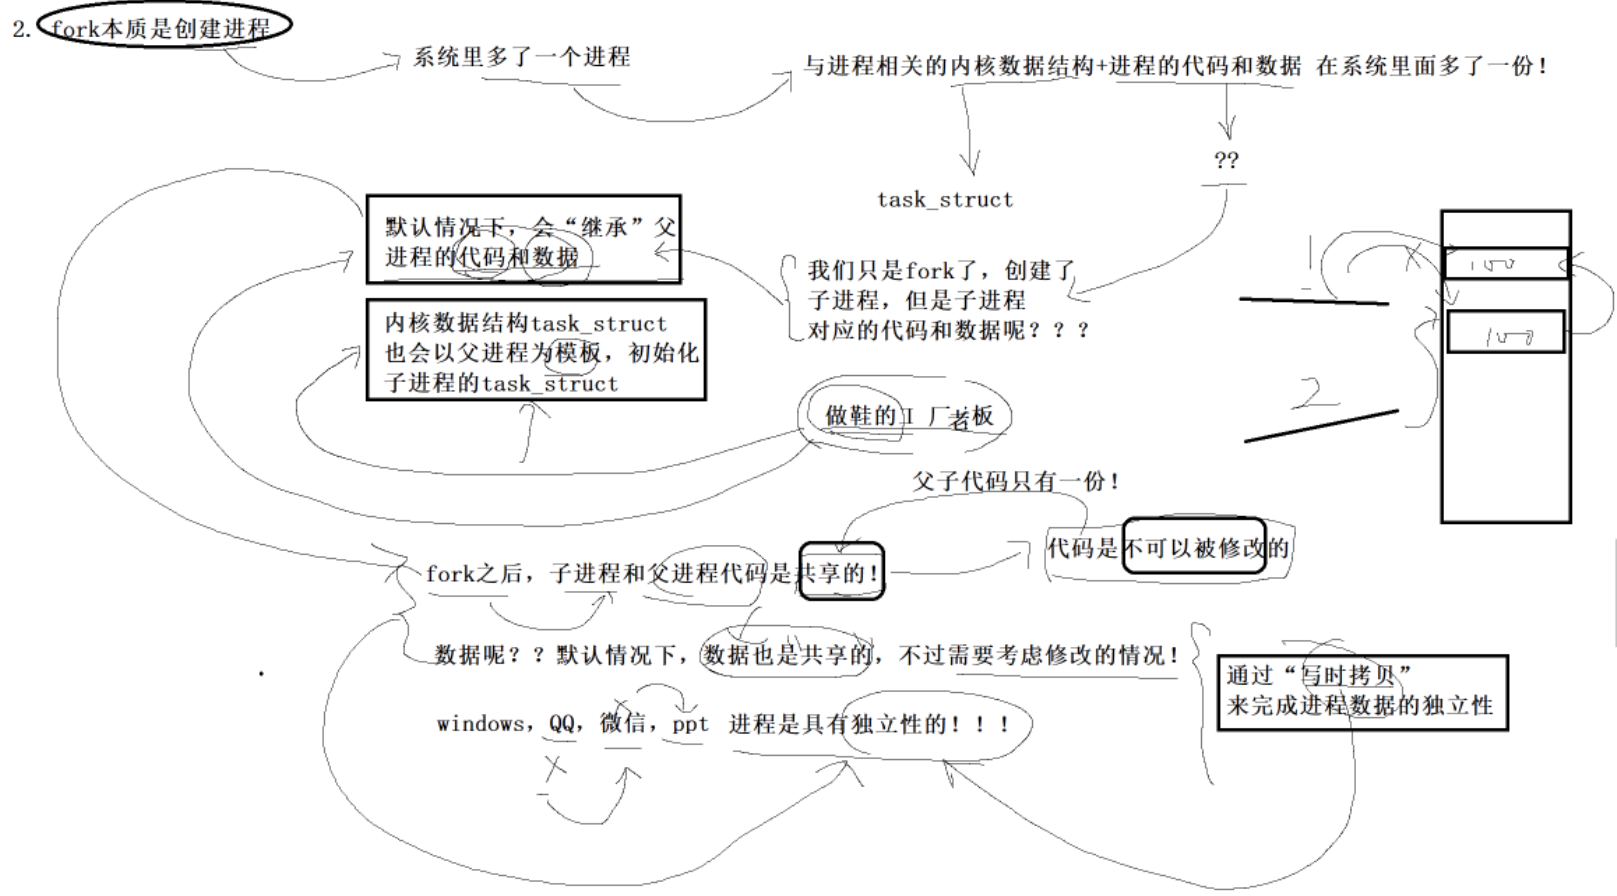 2. fork本质是创建进程
系统里多了一个进程
与进程相关的内核数据结构+进程的代码和数据 在系统里面多了一份！
??
task_struct
默认情况下，会“继承”父
进程的代码和数据
我们只是fork了，创建了
子进程，但是子进程
对应的代码和数据呢？？？
内核数据结构task_struct
也会以父进程为模板，初始化
子进程的task_struct
1
100
100
2
做鞋的工厂老板
父子代码只有一份！
代码是不可以被修改的
fork之后，子进程和父进程代码是共享的！
数据呢？？默认情况下，数据也是共享的，不过需要考虑修改的情况！
通过“写时拷贝”
来完成进程数据的独立性
windows，QQ，微信，ppt 进程是具有独立性的！！！